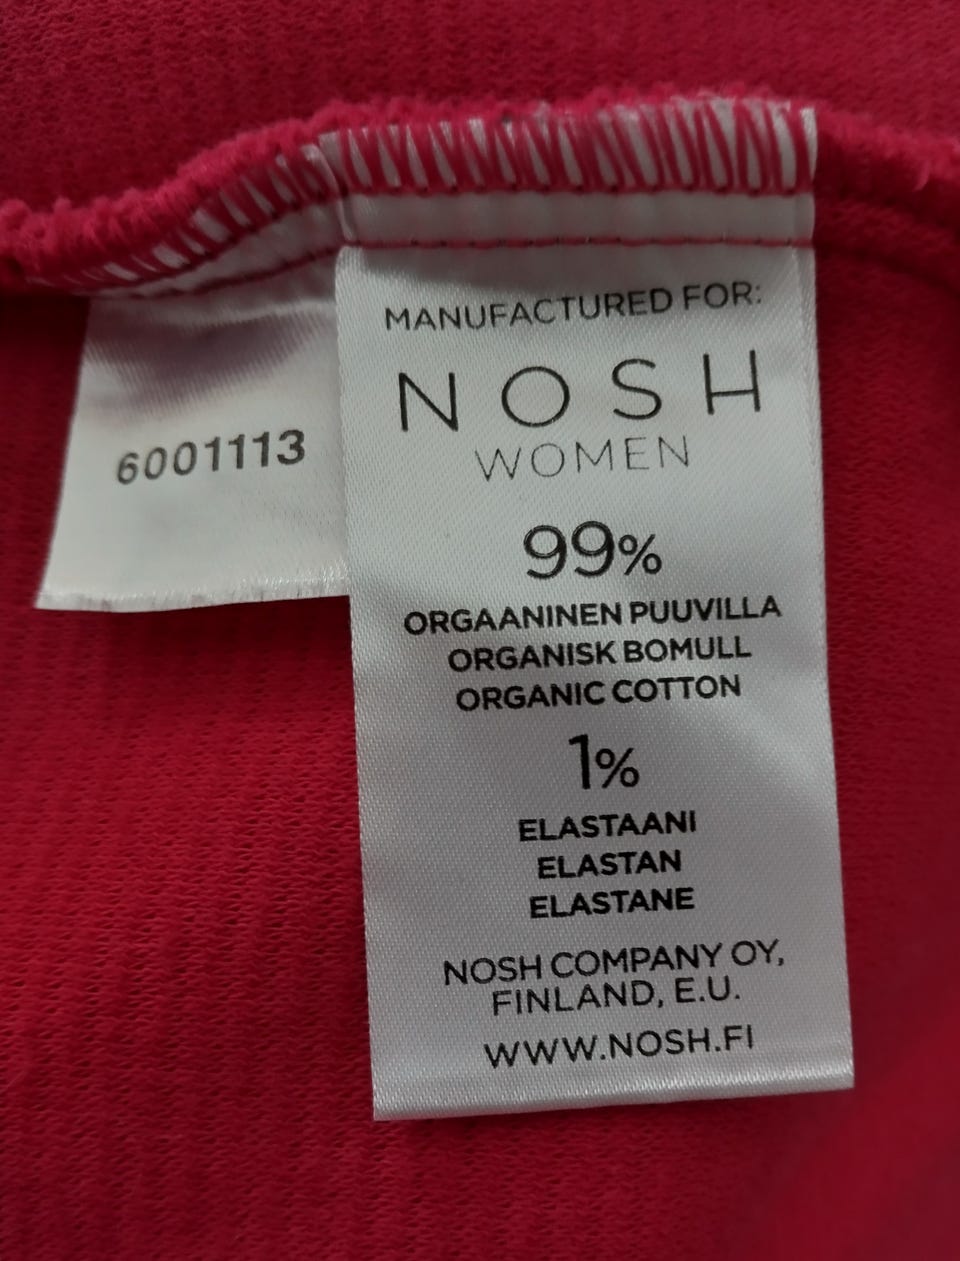 6001113
MANUFACTURED FOR:
NOSH
WOMEN
99%
ORGAANINEN PUUVILLA
ORGANISK BOMULL
ORGANIC COTTON
1%
ELASTAANI
ELASTAN
ELASTANE
NOSH COMPANY OY,
FINLAND, E.U.
WWW.NOSH.FI